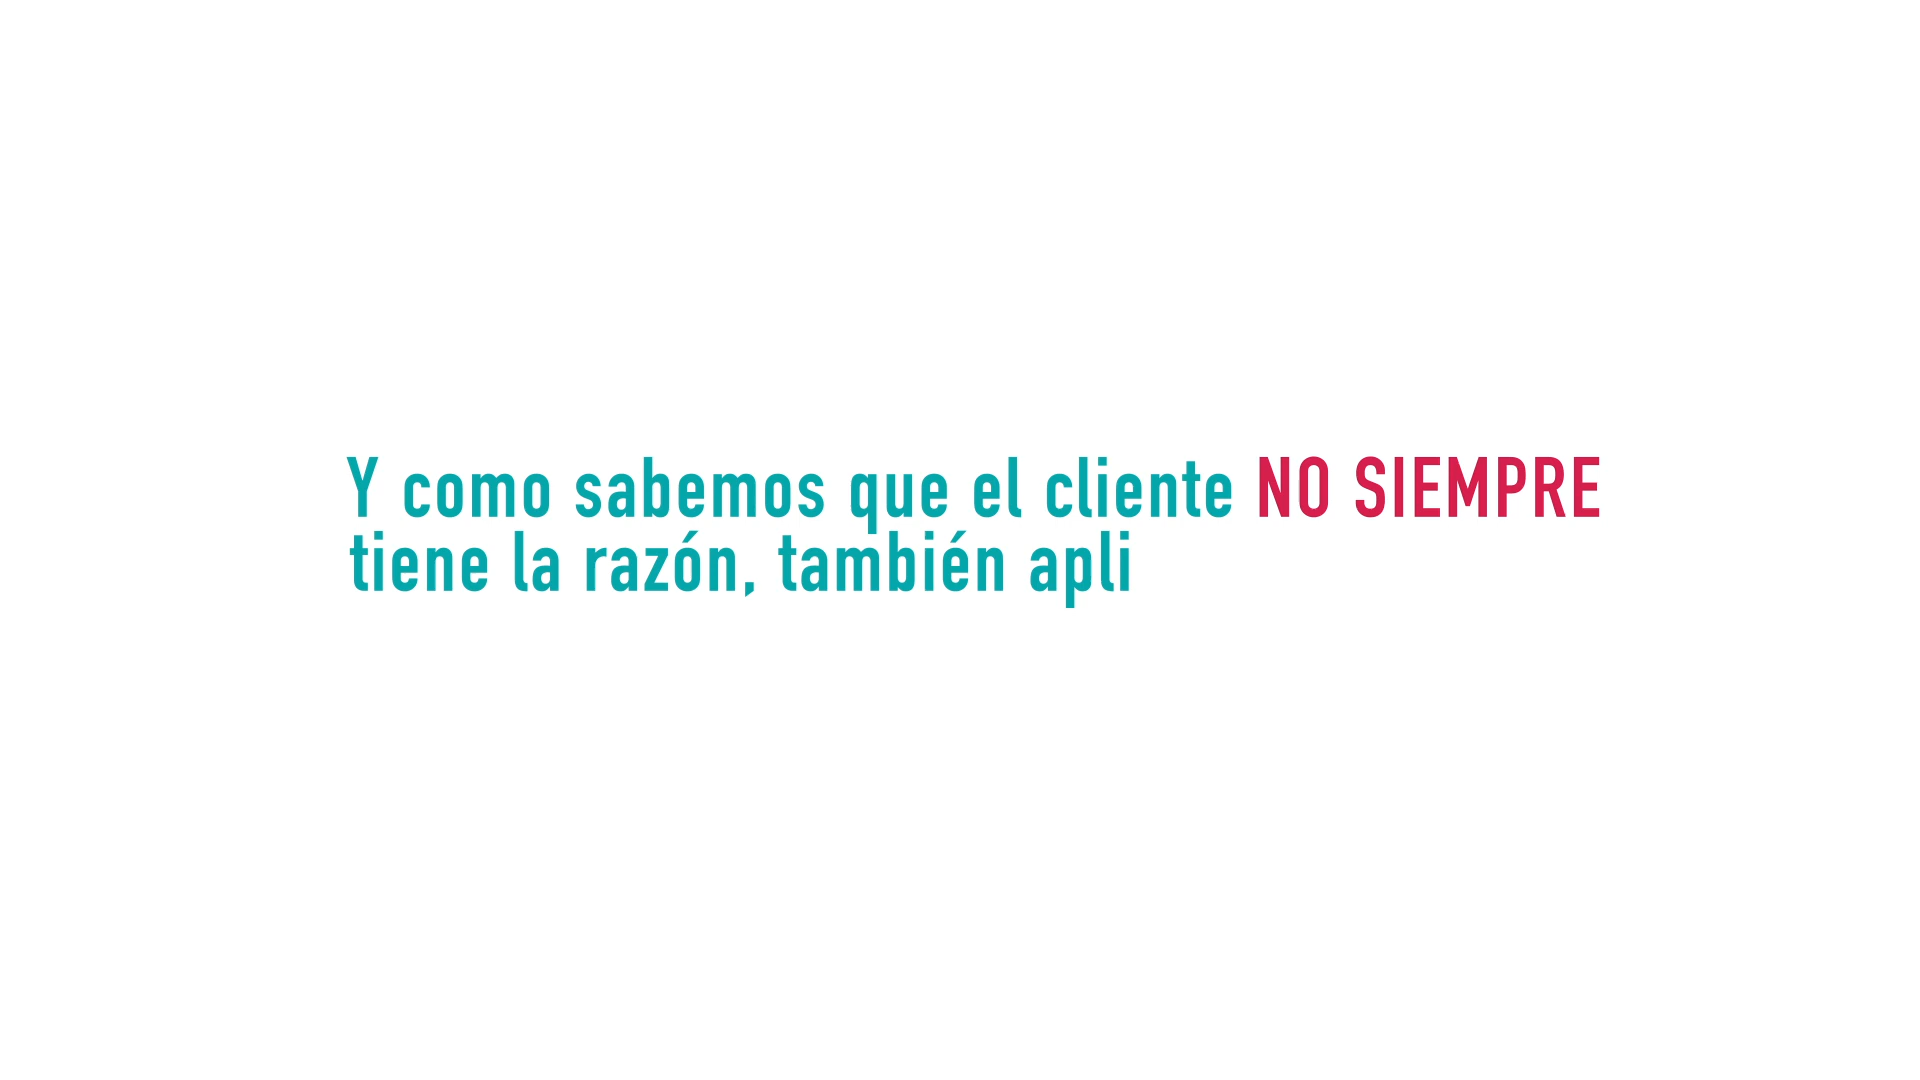 Y como sabemos que el cliente NO SIEMPRE
tiene la razón, también apli